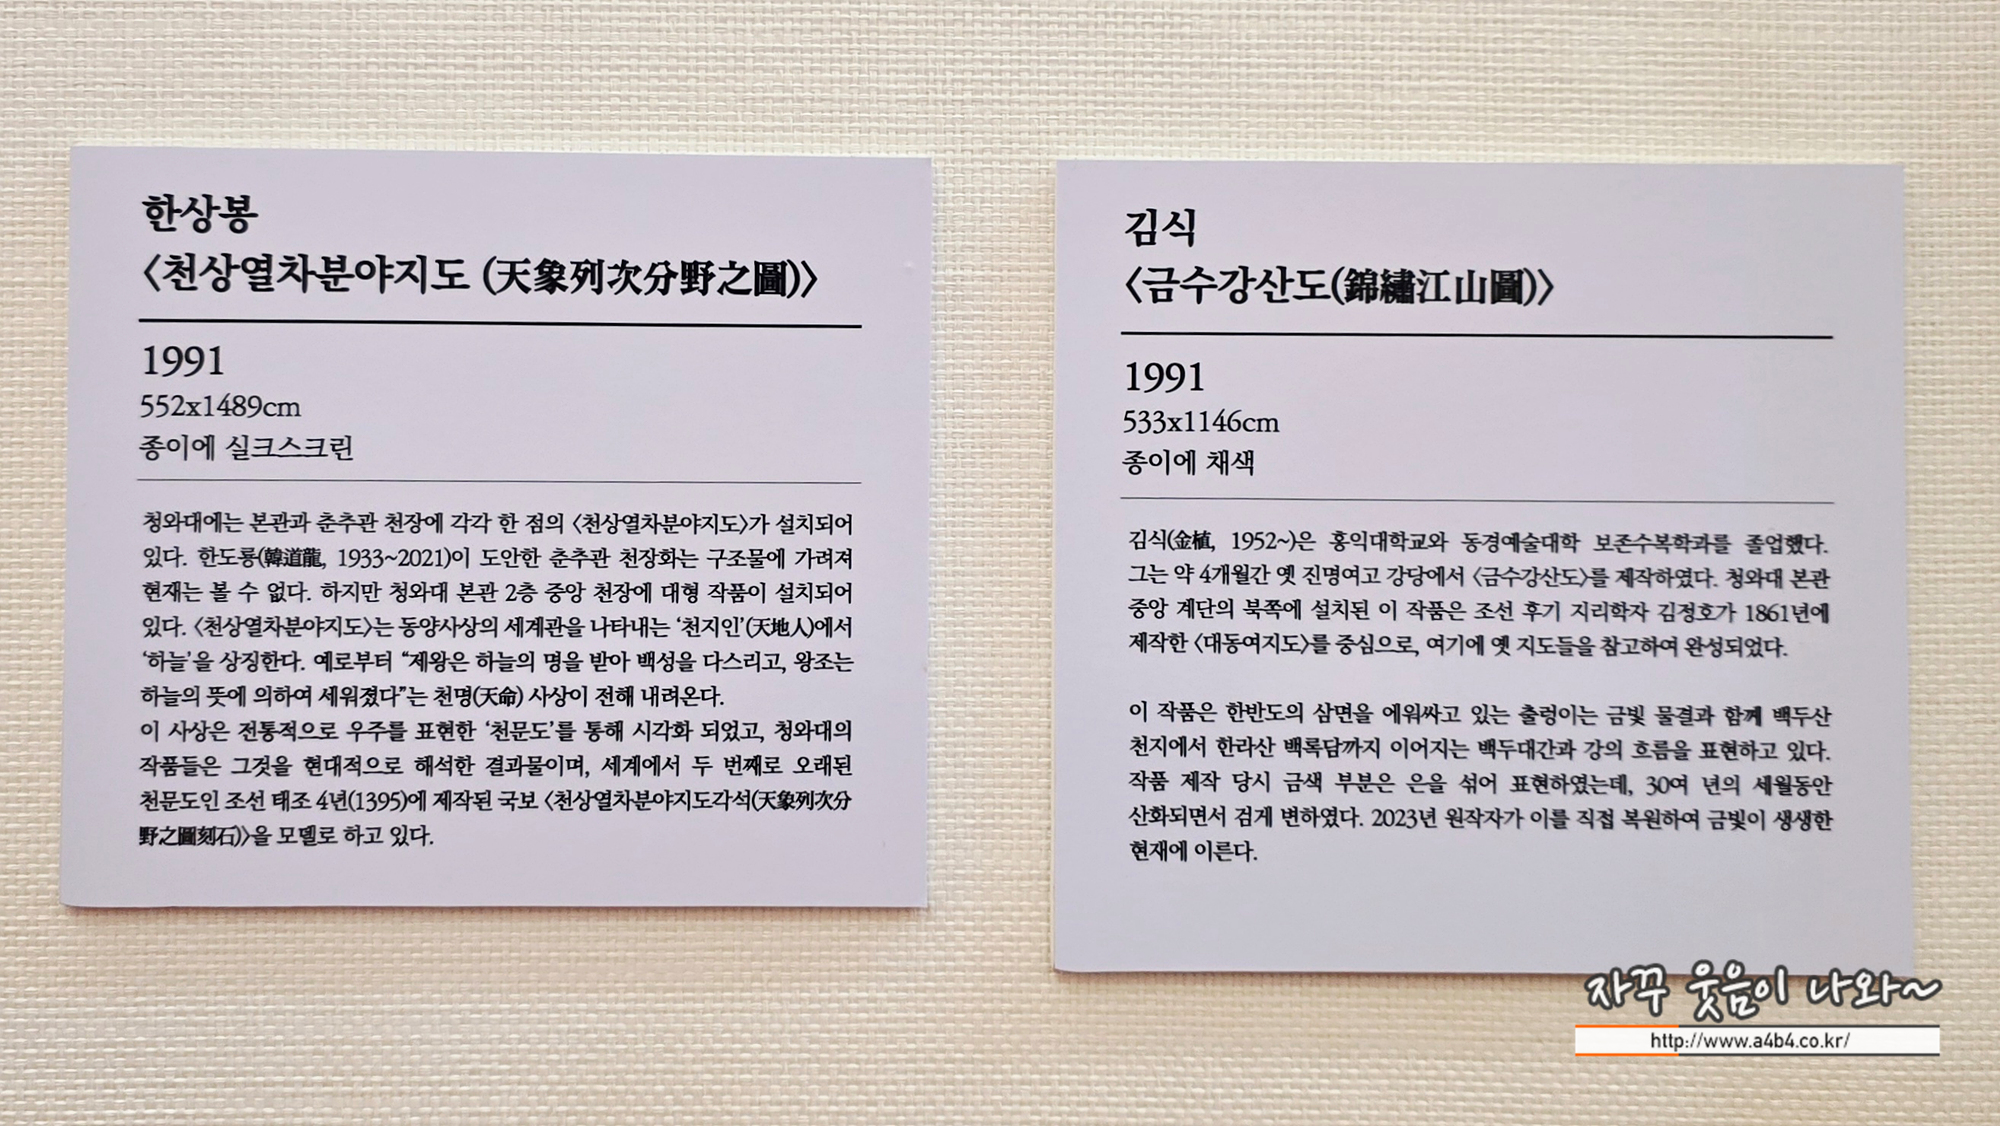 한상봉
〈천상열차분야지도 (天象列次分野之圖)〉
1991
552x1489cm
종이에 실크스크린
청와대에는 본관과 춘추관 천장에 각각 한 점의 〈천상열차분야지도〉가 설치되어
있다. 한도룡(韓道龍, 1933~2021)이 도안한 춘추관 천장화는 구조물에 가려져
현재는 볼 수 없다. 하지만 청와대 본관 2층 중앙 천장에 대형 작품이 설치되어
있다. 〈천상열차분야지도〉는 동양사상의 세계관을 나타내는 ‘천지인’(天地人)에서
‘하늘’을 상징한다. 예로부터 “제왕은 하늘의 명을 받아 백성을 다스리고, 왕조는
하늘의 뜻에 의하여 세워졌다”는 천명(天命) 사상이 전해 내려온다.
이 사상은 전통적으로 우주를 표현한 ‘천문도’를 통해 시각화 되었고, 청와대의
작품들은 그것을 현대적으로 해석한 결과물이며, 세계에서 두 번째로 오래된
천문도인 조선 태조 4년(1395)에 제작된 국보 〈천상열차분야지도각석(天象列次分
野之圖刻石)〉을 모델로 하고 있다.
김식
〈금수강산도(錦繡江山圖)〉
1991
533x1146cm
종이에 채색
김식(金植, 1952~)은 홍익대학교와 동경예술대학 보존수복학과를 졸업했다.
그는 약 4개월간 옛 진명여고 강당에서 〈금수강산도〉를 제작하였다. 청와대 본관
중앙 계단의 북쪽에 설치된 이 작품은 조선 후기 지리학자 김정호가 1861년에
제작한 〈대동여지도〉를 중심으로, 여기에 옛 지도들을 참고하여 완성되었다.
이 작품은 한반도의 삼면을 에워싸고 있는 출렁이는 금빛 물결과 함께 백두산
천지에서 한라산 백록담까지 이어지는 백두대간과 강의 흐름을 표현하고 있다.
작품 제작 당시 금색 부분은 은을 섞어 표현하였는데, 30여 년의 세월동안
산화되면서 검게 변하였다. 2023년 원작자가 이를 직접 복원하여 금빛이 생생한
현재에 이른다.
자꾸 웃음이 나와~
http://www.a4b4.co.kr/